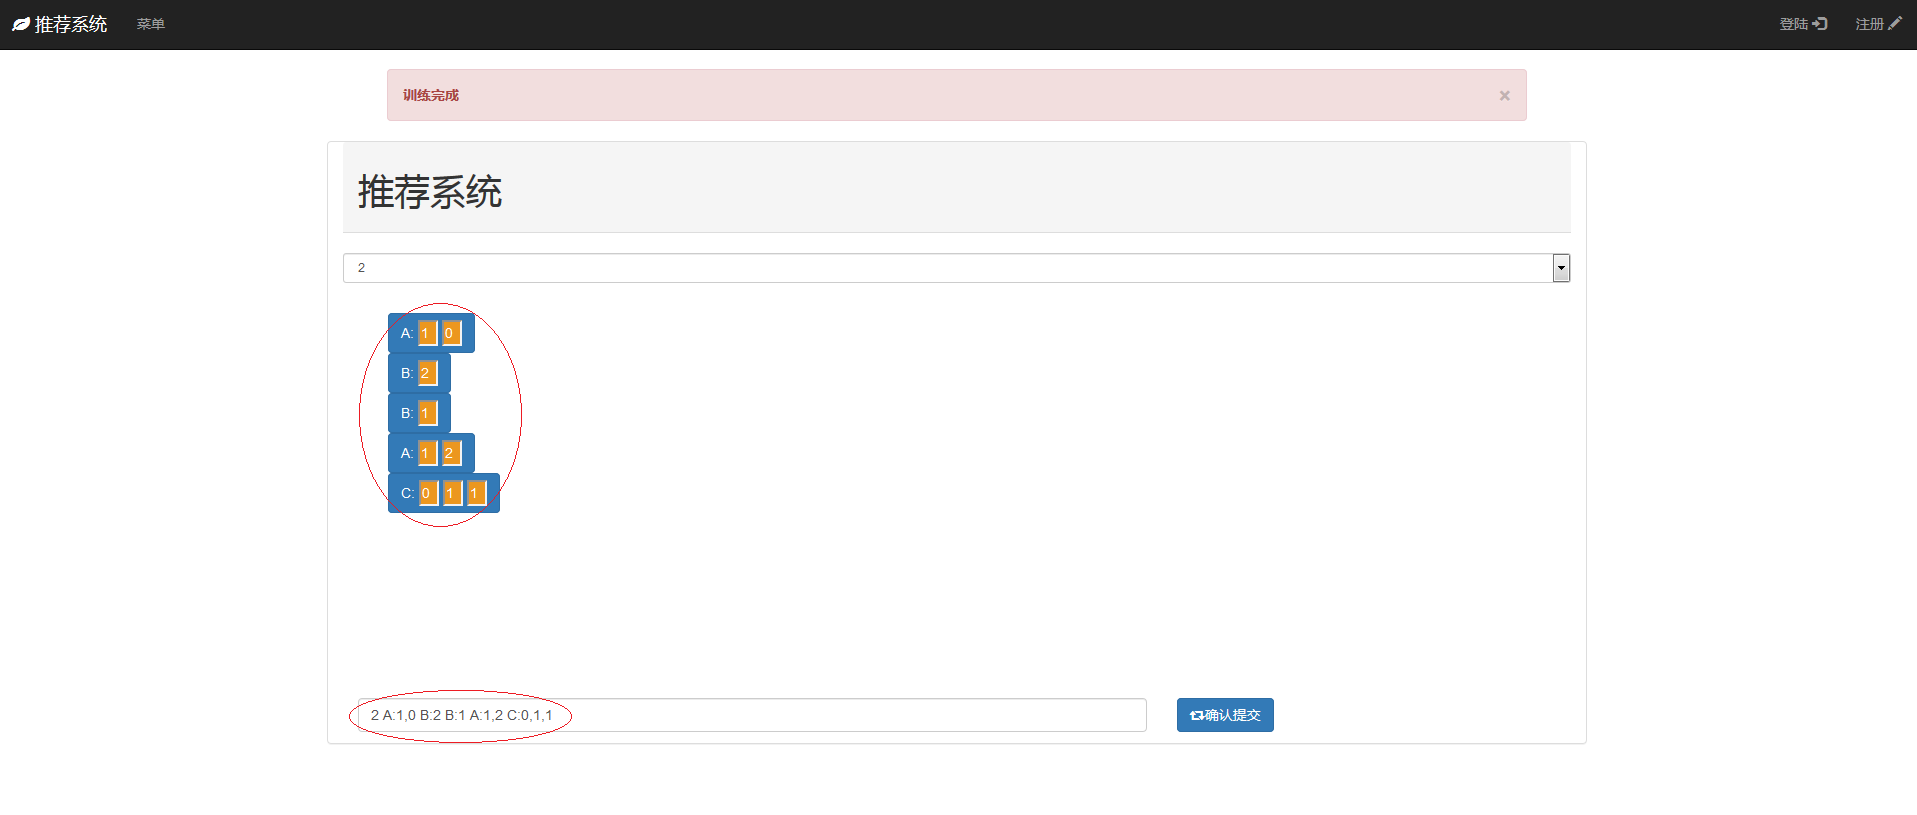 推荐系统 菜单 登陆 注册
训练完成 ×
推荐系统
2
A: 1 0
B: 2
B: 1
A: 1 2
C: 0 1 1
2 A:1,0 B:2 B:1 A:1,2 C:0,1,1 确认提交